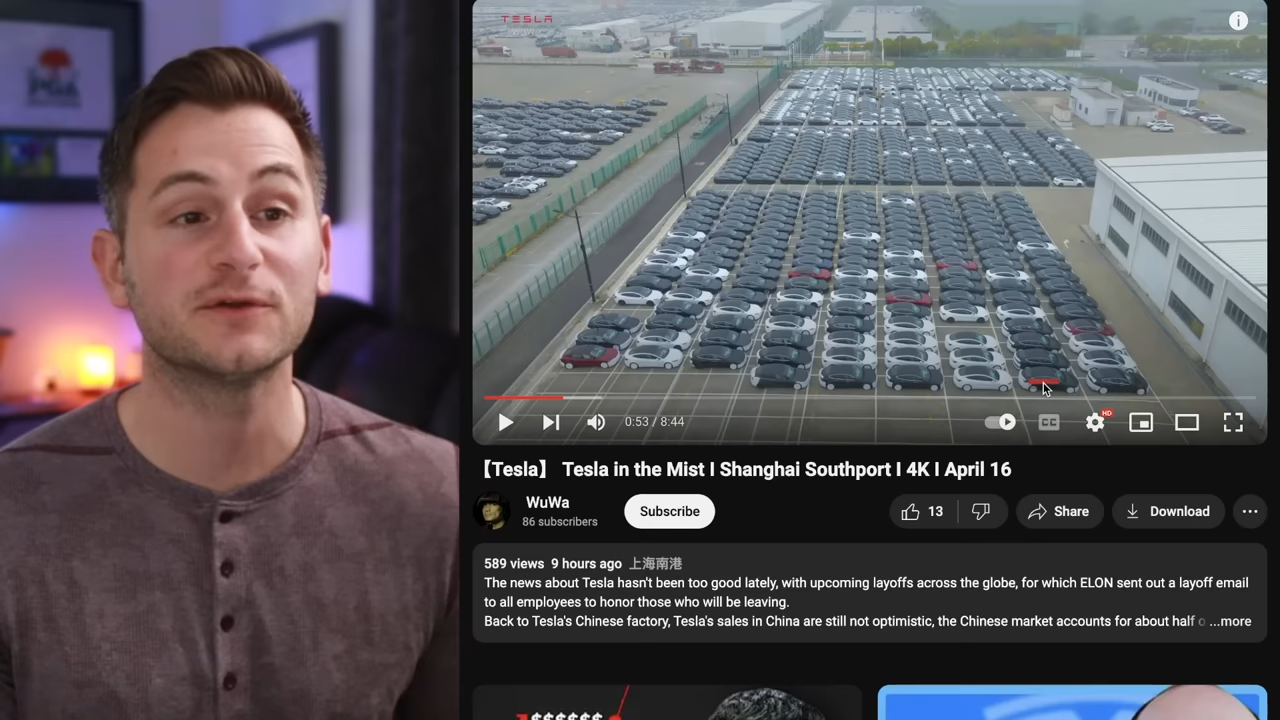 PGA
TESLA
0:53 / 8:44
CC
HD
【Tesla】 Tesla in the Mist I Shanghai Southport I 4K I April 16
WuWa
86 subscribers
Subscribe
13
Share
Download
589 views 9 hours ago 上海南港
The news about Tesla hasn't been too good lately, with upcoming layoffs across the globe, for which ELON sent out a layoff email
to all employees to honor those who will be leaving.
Back to Tesla's Chinese factory, Tesla's sales in China are still not optimistic, the Chinese market accounts for about half o ...more
$$$$$$